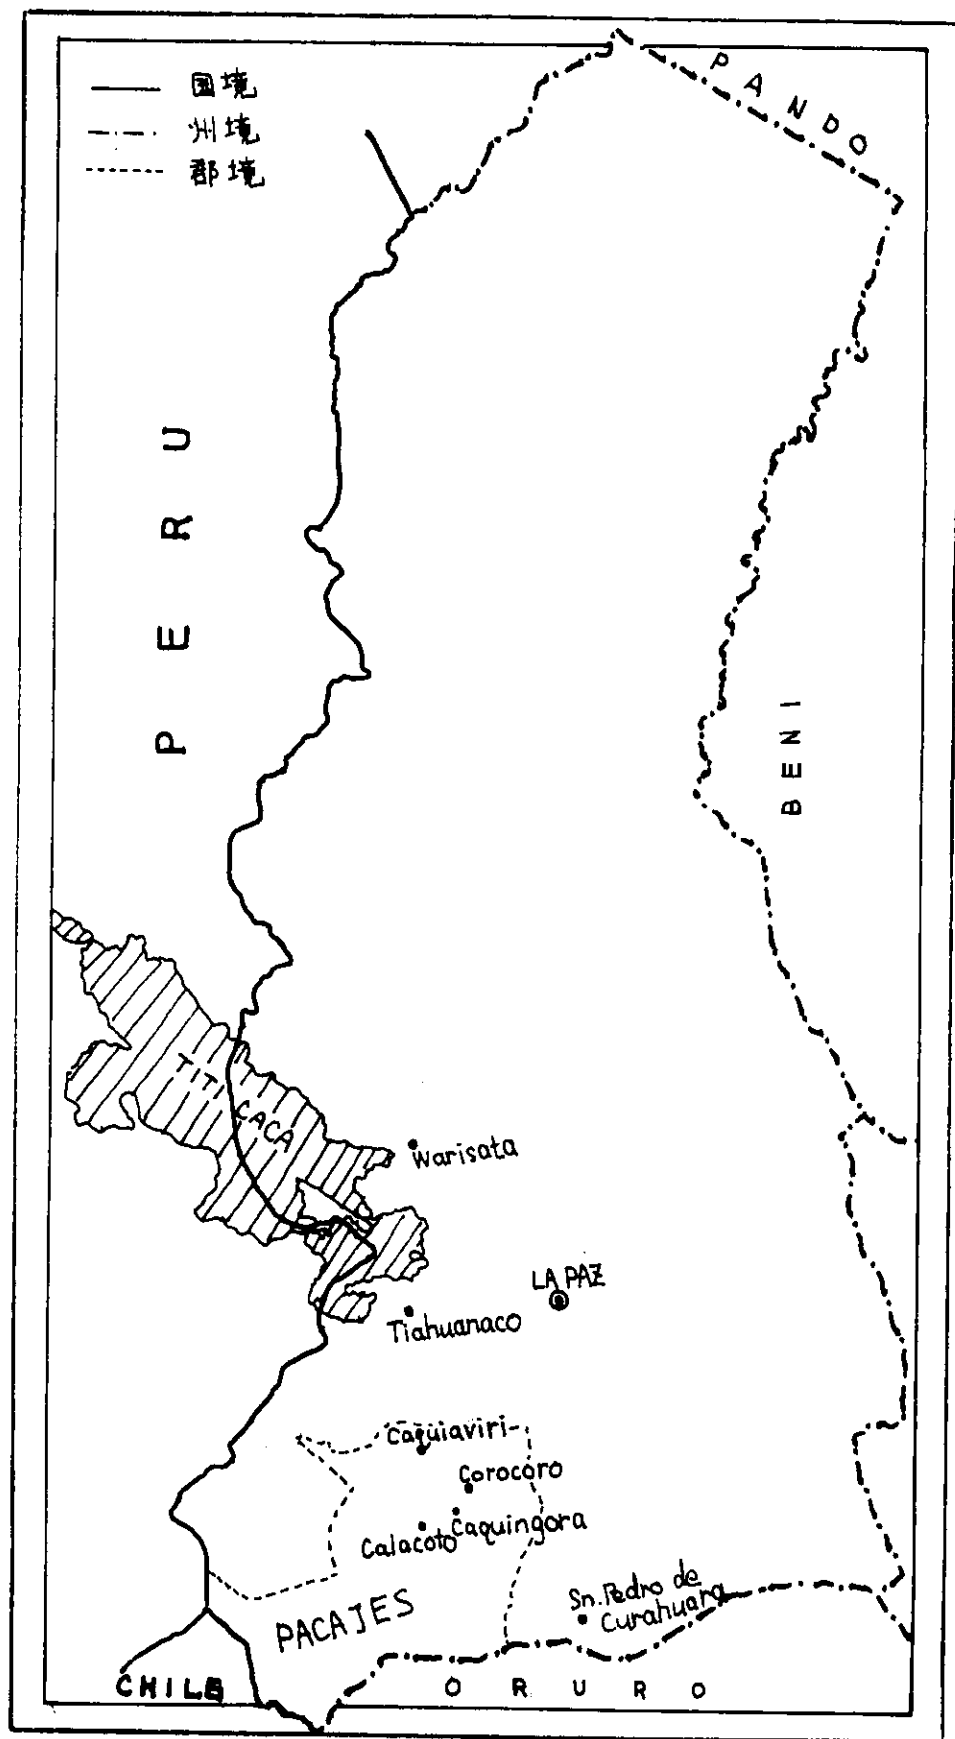 国境
州境
郡境
PANDO
PERU
BENI
TITICACA
Warisata
LA PAZ
Tiahuanaco
Caquiaviri
Corocoro
Caquingora
Calacoto
Sn. Pedro de
Curahuara
PACAJES
CHILE
ORURO